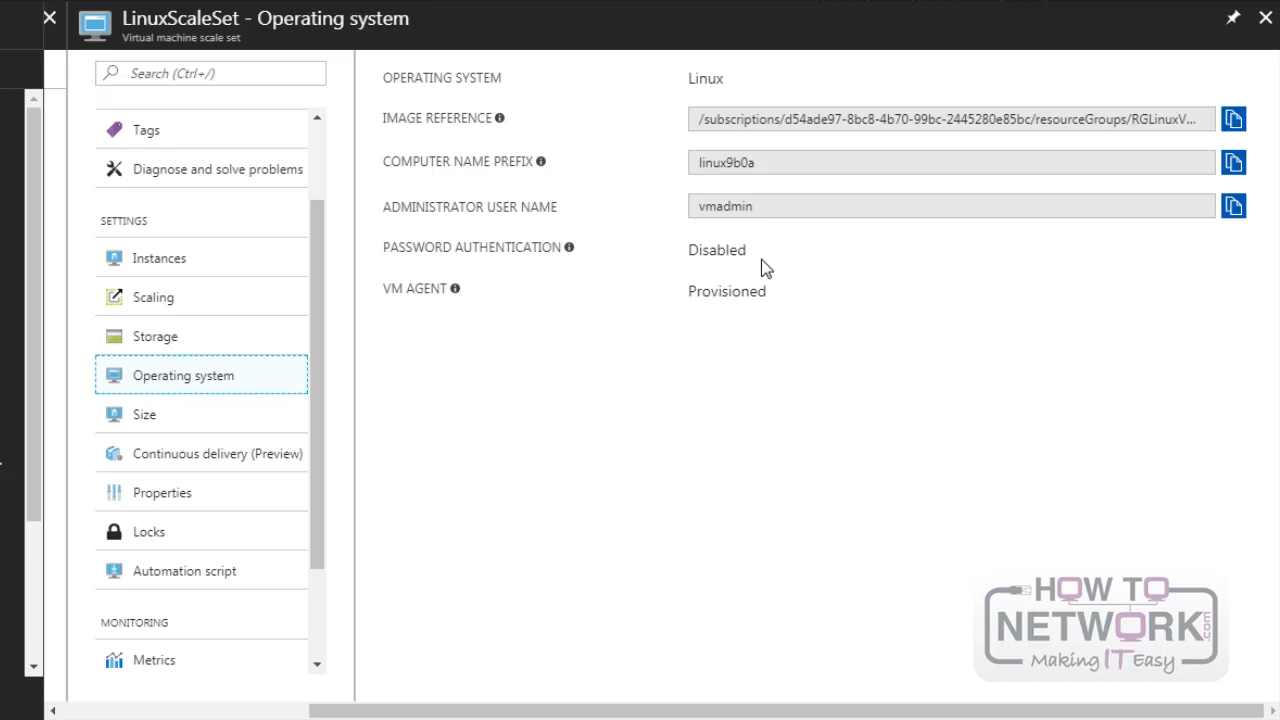 LinuxScaleSet - Operating system
Virtual machine scale set
Search (Ctrl+/)
Tags
Diagnose and solve problems
SETTINGS
Instances
Scaling
Storage
Operating system
Size
Continuous delivery (Preview)
Properties
Locks
Automation script
MONITORING
Metrics
OPERATING SYSTEM Linux
IMAGE REFERENCE /subscriptions/d54ade97-8bc8-4b70-99bc-2445280e85bc/resourceGroups/RGLinuxV...
COMPUTER NAME PREFIX linux9b0a
ADMINISTRATOR USER NAME vmadmin
PASSWORD AUTHENTICATION Disabled
VM AGENT Provisioned
HOW TO
NETWORK.com
Making IT Easy